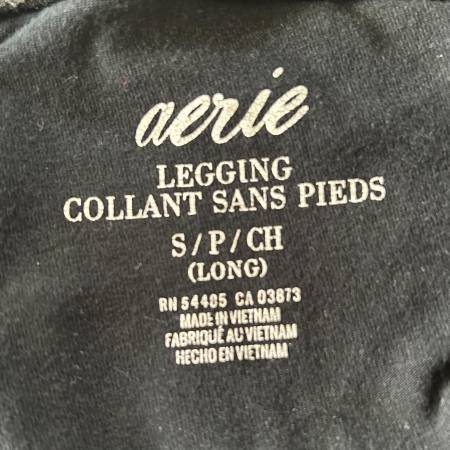 aerie
LEGGING
COLLANT SANS PIEDS
S/P/CH
(LONG)
RN 54485 CA 03873
MADE IN VIETNAM
FABRIQUÉ AU VIETNAM
HECHO EN VIETNAM